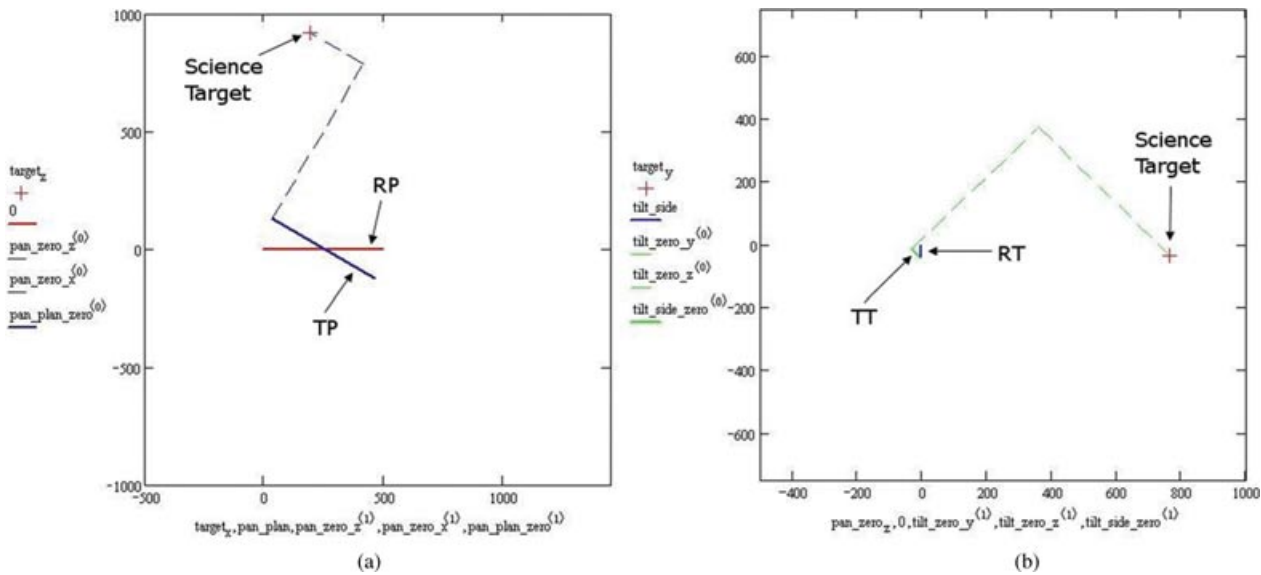 1000
500
0
−500
−1000
−500
0
500
1000
Science
Target
RP
TP
target_z
0
pan_zero_z^⟨0⟩
pan_zero_x^⟨0⟩
pan_plan_zero^⟨0⟩
target_x,pan_plan,pan_zero_z^⟨1⟩,pan_zero_x^⟨1⟩,pan_plan_zero^⟨1⟩
(a)
600
400
200
0
−200
−400
−600
−400
−200
0
200
400
600
800
1000
Science
Target
RT
TT
target_y
tilt_side
tilt_zero_y^⟨0⟩
tilt_zero_z^⟨0⟩
tilt_side_zero^⟨0⟩
pan_zero_z,0,tilt_zero_y^⟨1⟩,tilt_zero_z^⟨1⟩,tilt_side_zero^⟨1⟩
(b)